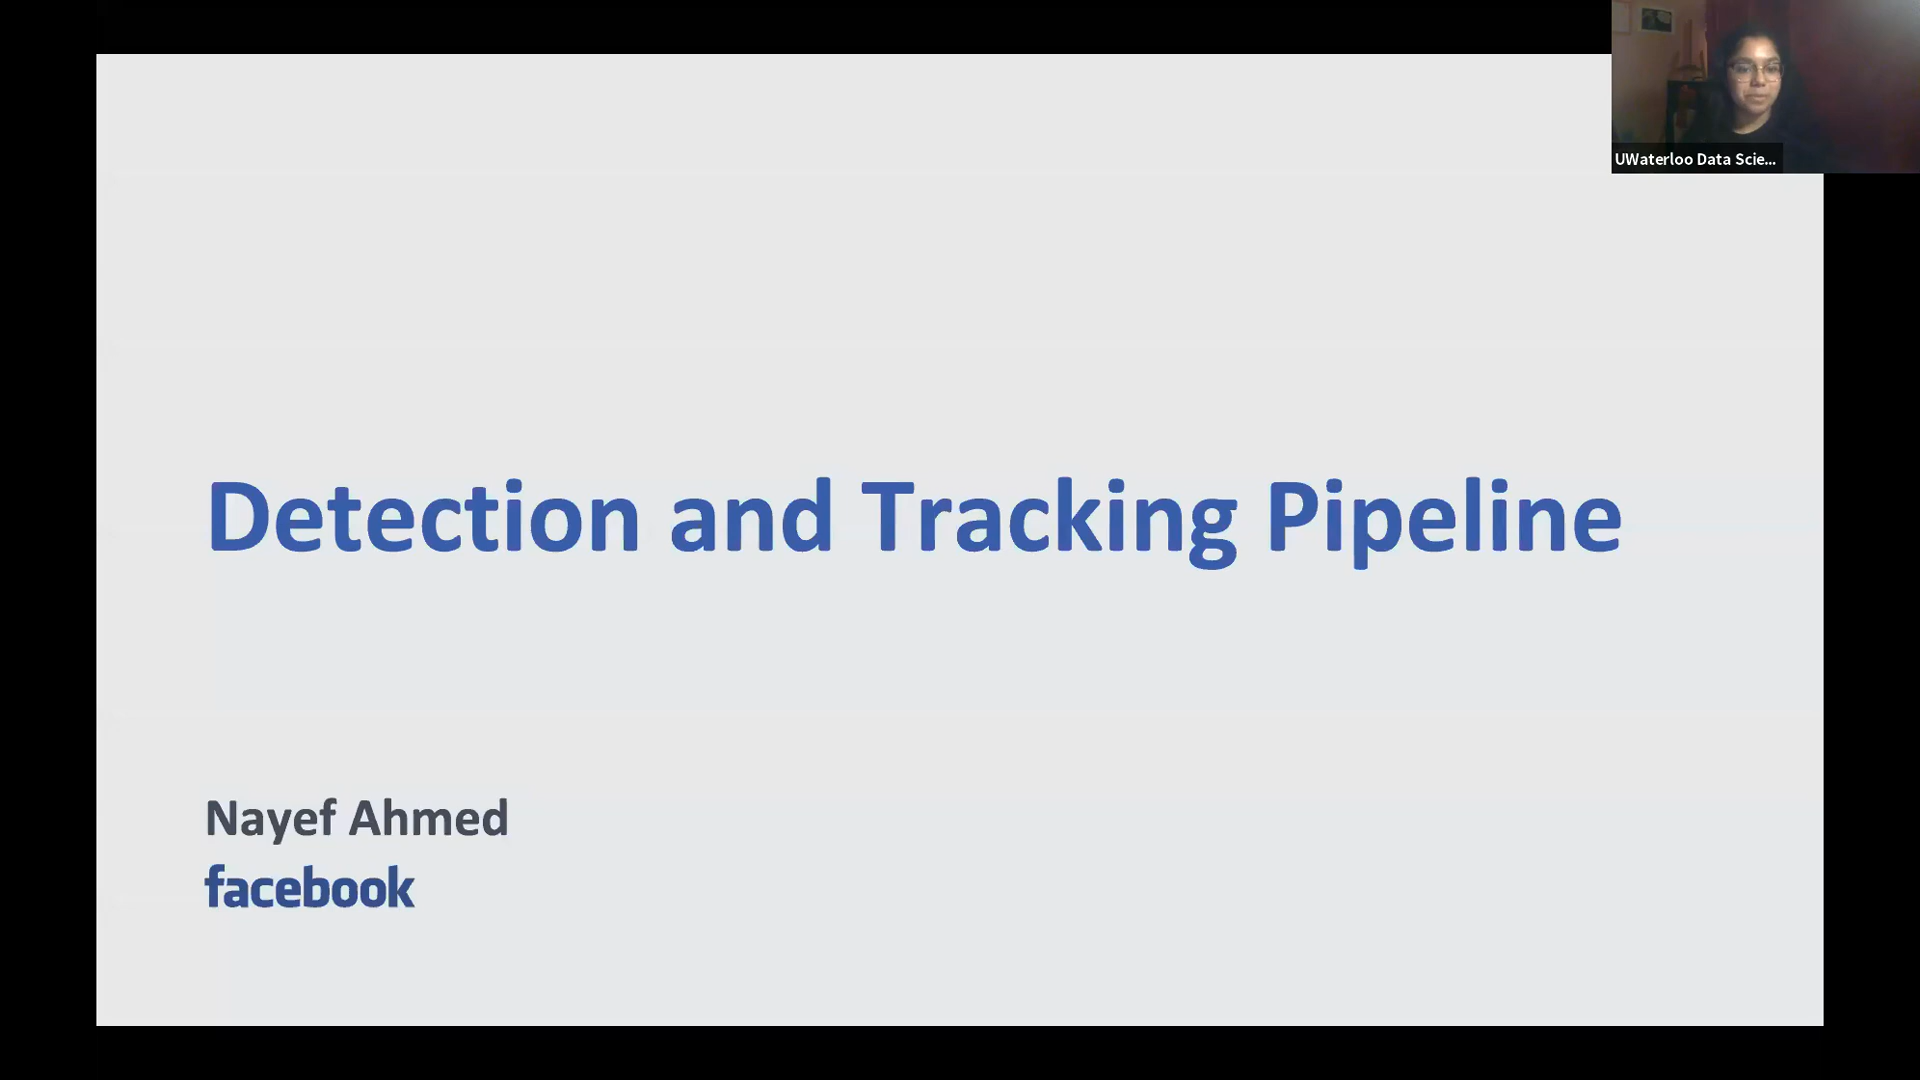 UWaterloo Data Scie...
Detection and Tracking Pipeline
Nayef Ahmed
facebook